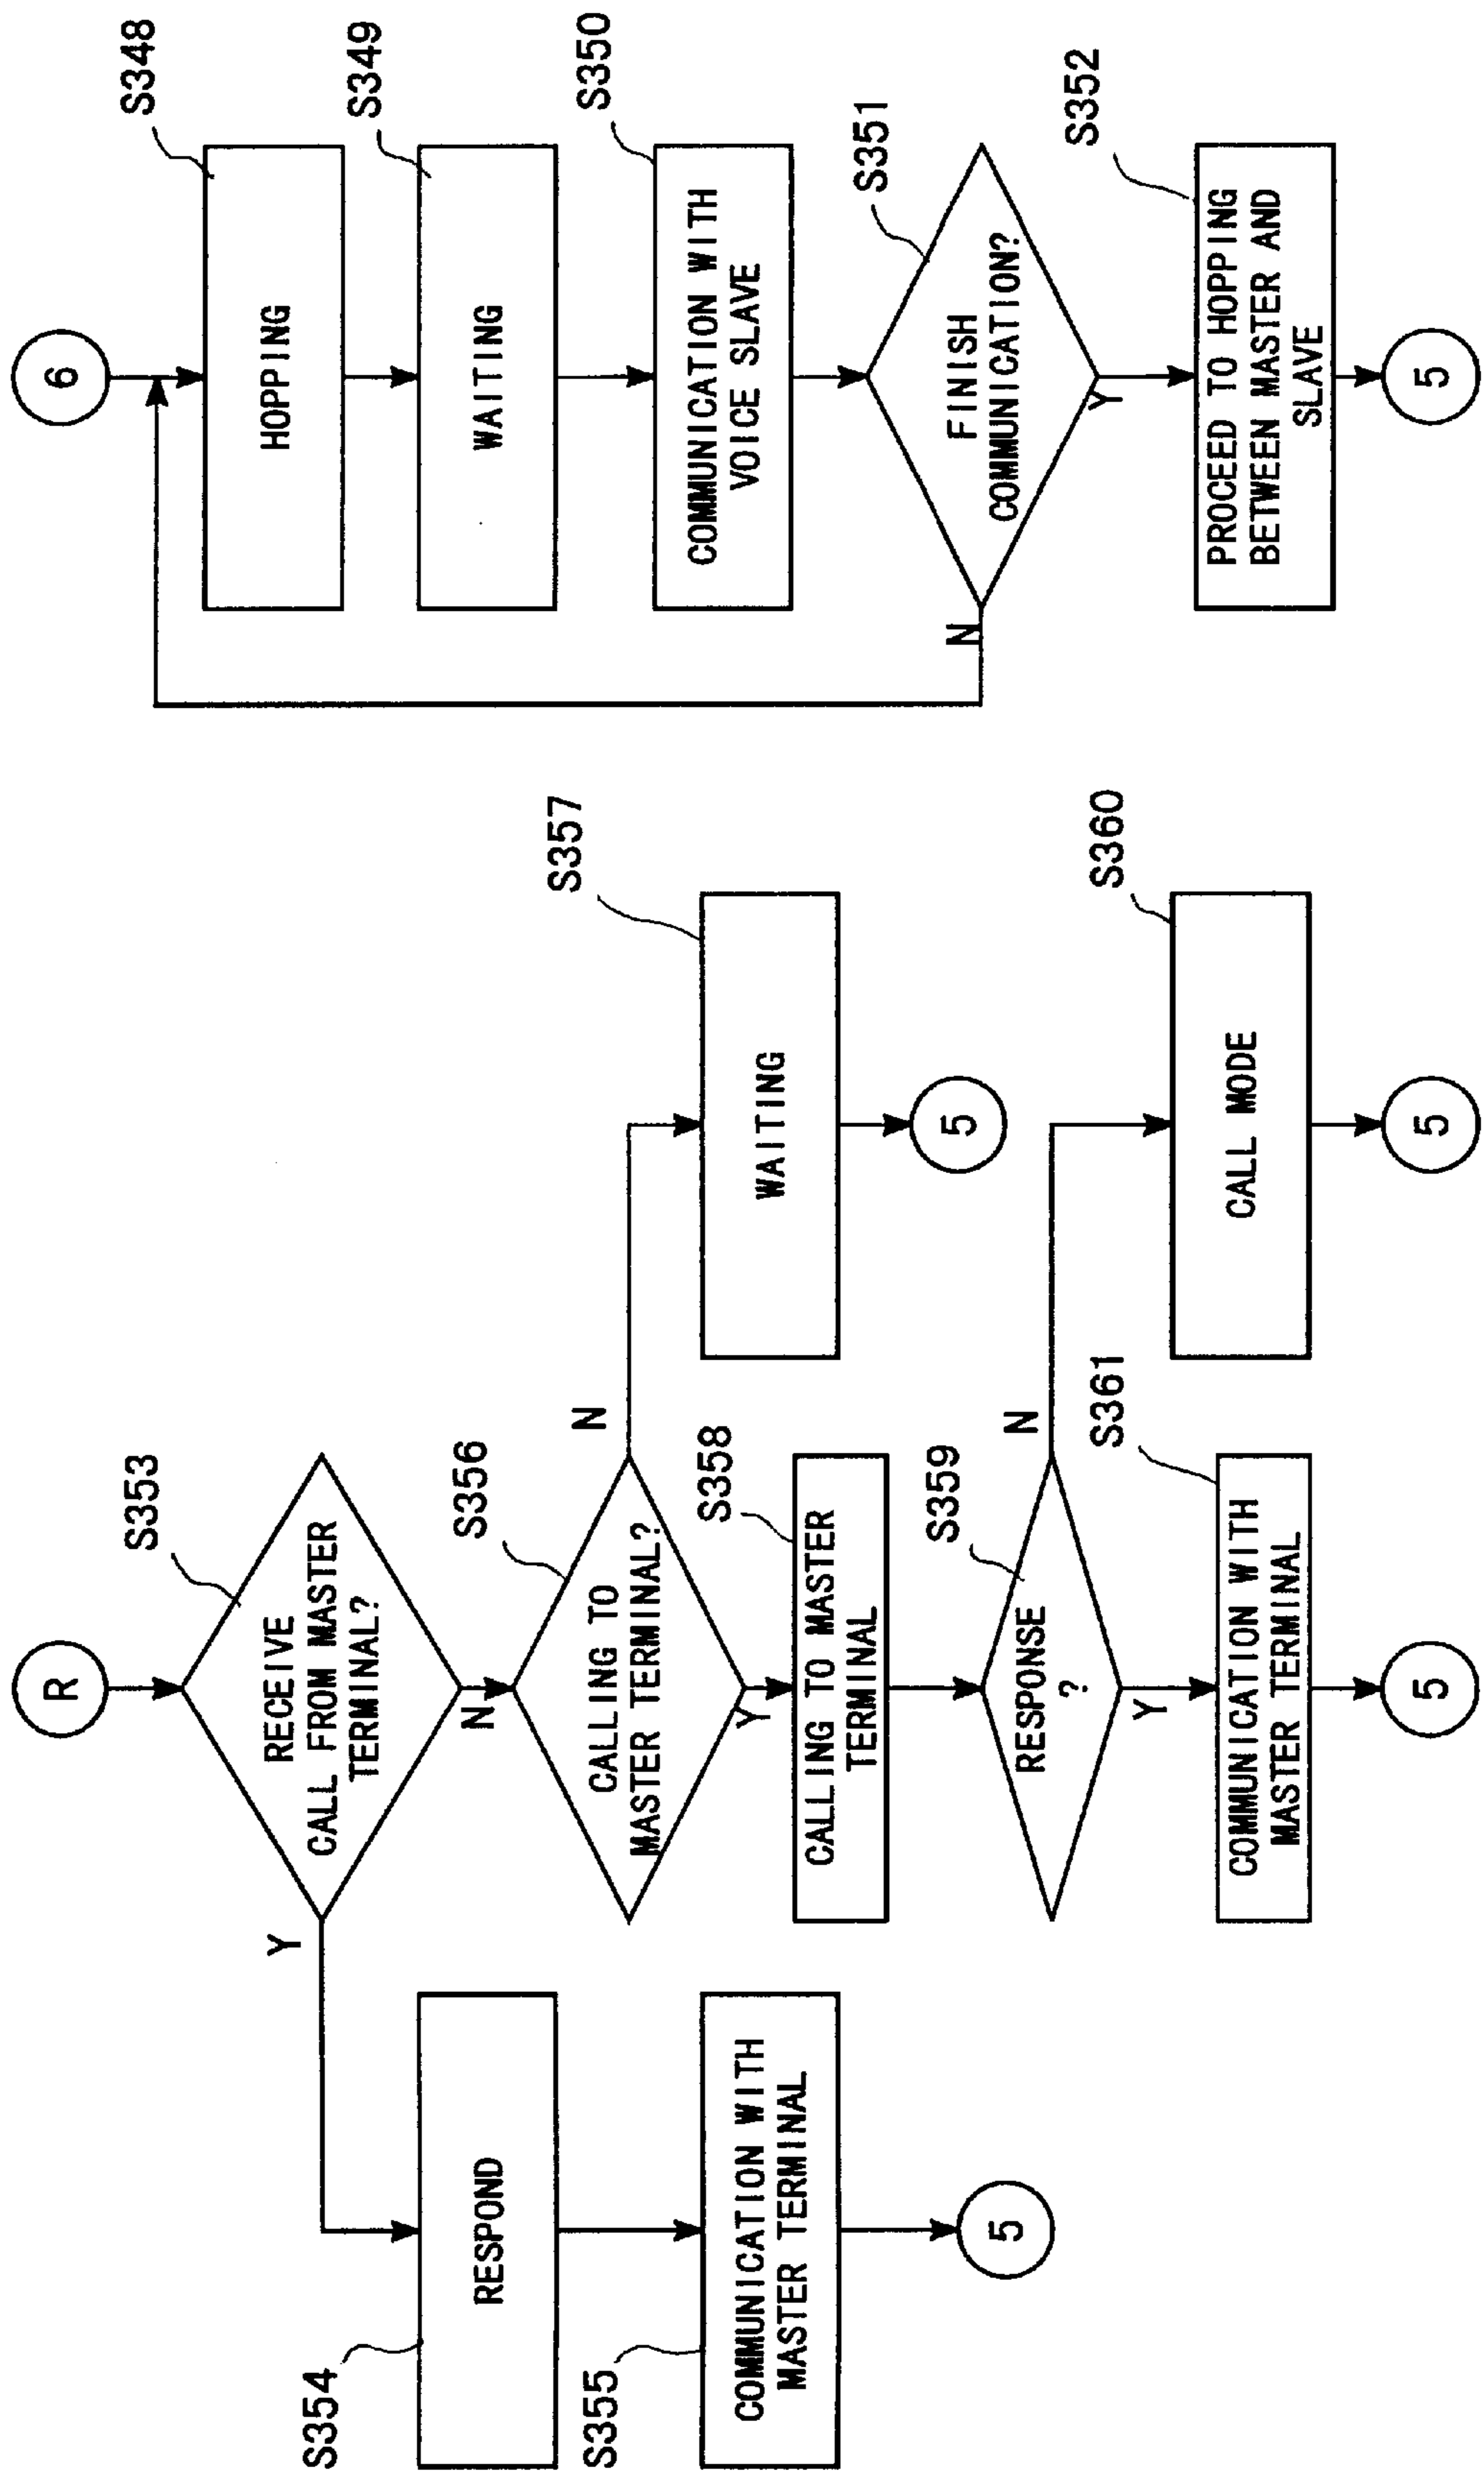 R
S353
RECEIVE
CALL FROM MASTER
TERMINAL?
Y
N
S354
RESPOND
S355
COMMUNICATION WITH
MASTER TERMINAL
5
S356
CALLING TO
MASTER TERMINAL?
N
Y
S357
WAITING
5
S358
CALLING TO MASTER
TERMINAL
S359
RESPONSE
?
N
Y
S360
CALL MODE
5
S361
COMMUNICATION WITH
MASTER TERMINAL
5
6
S348
HOPPING
S349
WAITING
S350
COMMUNICATION WITH
VOICE SLAVE
S351
FINISH
COMMUNICATION?
N
Y
S352
PROCEED TO HOPPING
BETWEEN MASTER AND
SLAVE
5